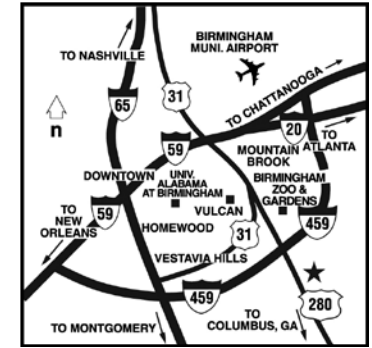 BIRMINGHAM
MUNI. AIRPORT
TO NASHVILLE
TO CHATTANOOGA
65
31
n
20
TO
ATLANTA
59
MOUNTAIN
BROOK
DOWNTOWN
UNIV.
ALABAMA
AT BIRMINGHAM
BIRMINGHAM
ZOO &
GARDENS
VULCAN
59
TO
NEW
ORLEANS
HOMEWOOD
31
459
VESTAVIA HILLS
459
280
TO MONTGOMERY
TO
COLUMBUS, GA